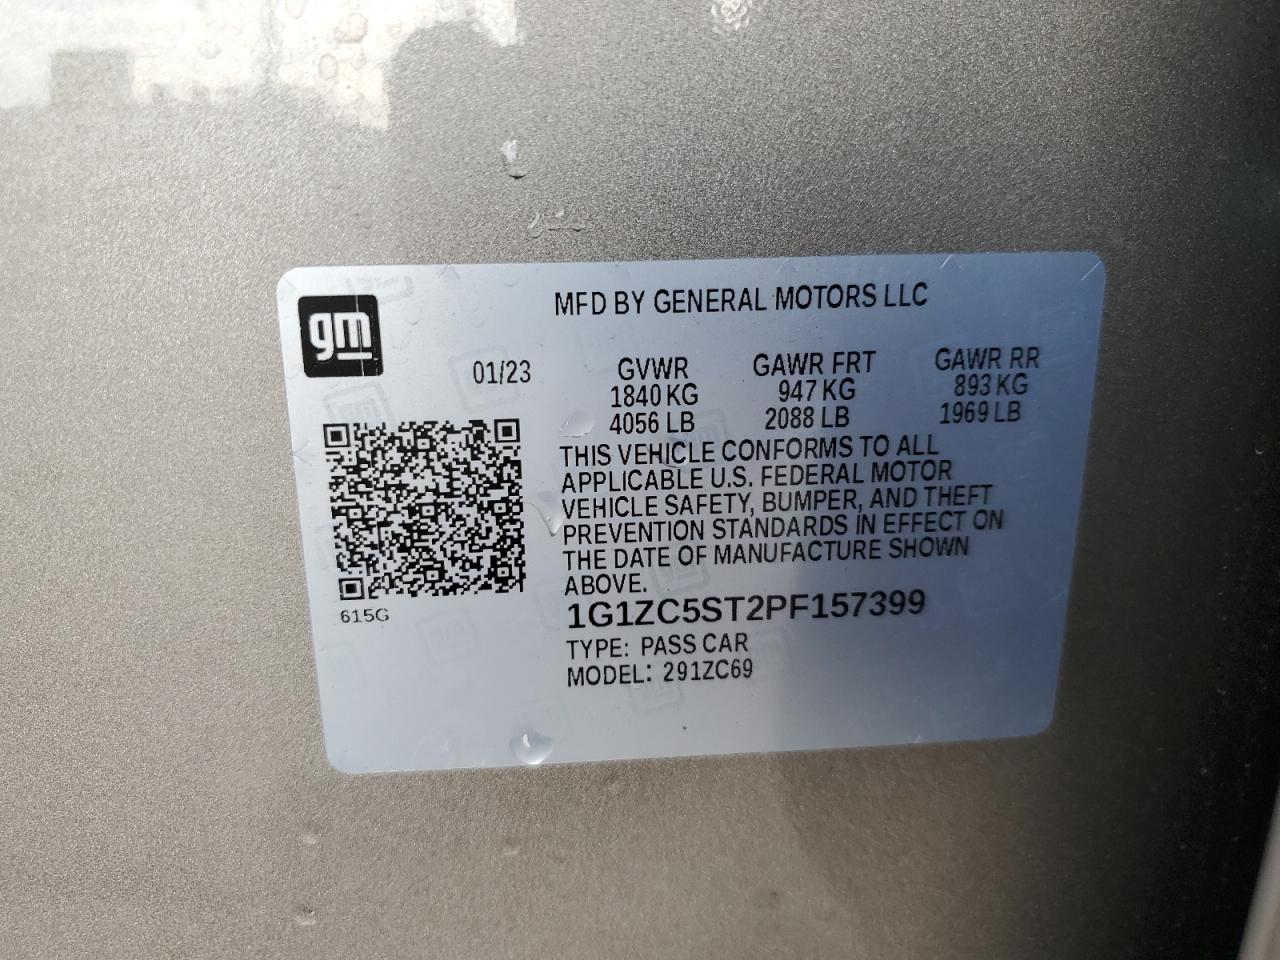 gm
MFD BY GENERAL MOTORS LLC
01/23
GVWR GAWR FRT GAWR RR
1840 KG 947 KG 893 KG
4056 LB 2088 LB 1969 LB
THIS VEHICLE CONFORMS TO ALL
APPLICABLE U.S. FEDERAL MOTOR
VEHICLE SAFETY, BUMPER, AND THEFT
PREVENTION STANDARDS IN EFFECT ON
THE DATE OF MANUFACTURE SHOWN
ABOVE.
615G
1G1ZC5ST2PF157399
TYPE: PASS CAR
MODEL: 291ZC69